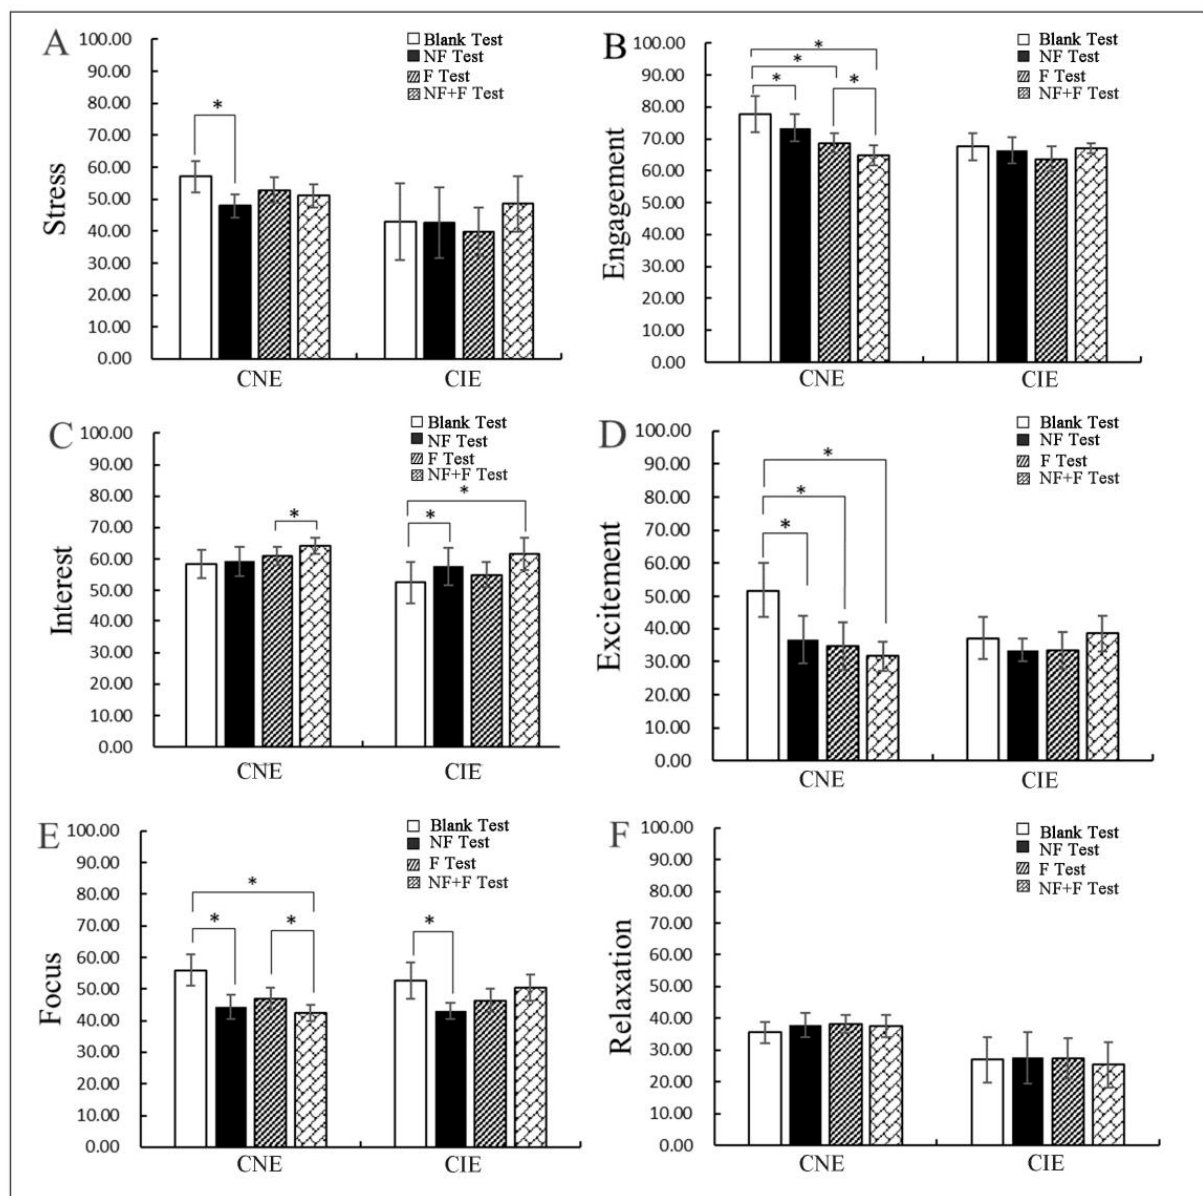 A
100.00
90.00
80.00
70.00
60.00
50.00
40.00
30.00
20.00
10.00
0.00
Stress
Blank Test
NF Test
F Test
NF+F Test
*
CNE
CIE
B
100.00
90.00
80.00
70.00
60.00
50.00
40.00
30.00
20.00
10.00
0.00
Engagement
Blank Test
NF Test
F Test
NF+F Test
*
*
*
*
CNE
CIE
C
100.00
90.00
80.00
70.00
60.00
50.00
40.00
30.00
20.00
10.00
0.00
Interest
Blank Test
NF Test
F Test
NF+F Test
*
*
*
CNE
CIE
D
100.00
90.00
80.00
70.00
60.00
50.00
40.00
30.00
20.00
10.00
0.00
Excitement
Blank Test
NF Test
F Test
NF+F Test
*
*
*
CNE
CIE
E
100.00
90.00
80.00
70.00
60.00
50.00
40.00
30.00
20.00
10.00
0.00
Focus
Blank Test
NF Test
F Test
NF+F Test
*
*
*
*
CNE
CIE
F
100.00
90.00
80.00
70.00
60.00
50.00
40.00
30.00
20.00
10.00
0.00
Relaxation
Blank Test
NF Test
F Test
NF+F Test
CNE
CIE